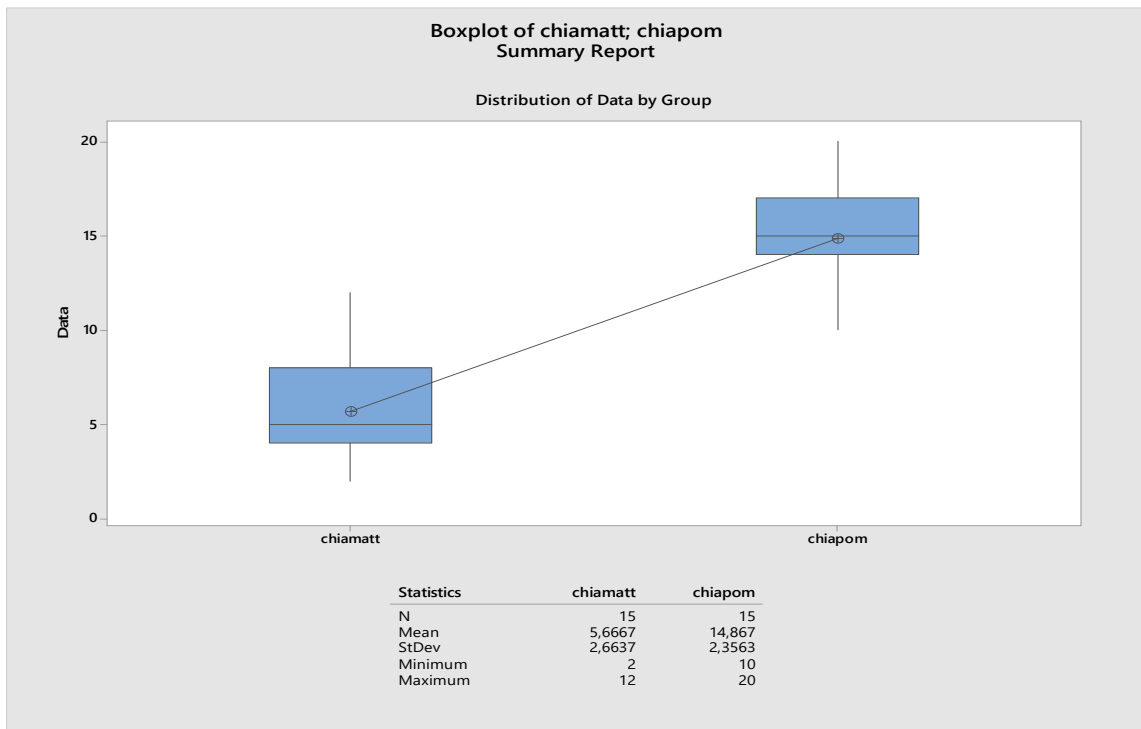 Boxplot of chiamatt; chiapom
Summary Report
Distribution of Data by Group
20
15
10
5
0
Data
chiamatt chiapom
Statistics chiamatt chiapom
N 15 15
Mean 5,6667 14,867
StDev 2,6637 2,3563
Minimum 2 10
Maximum 12 20